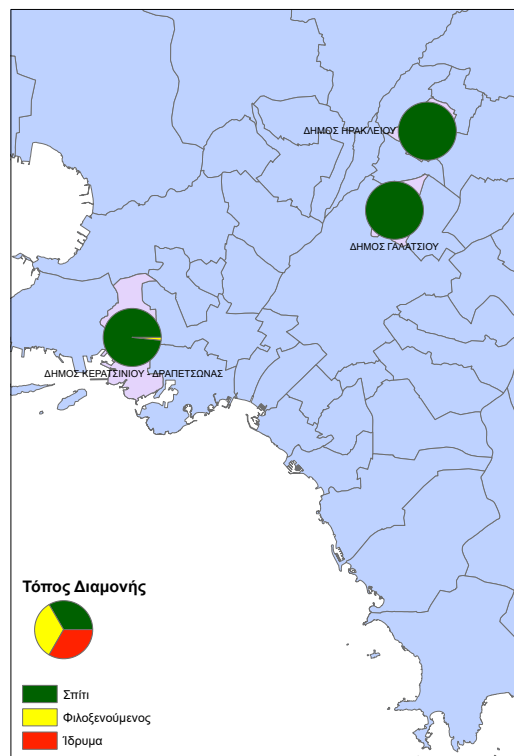 ΔΗΜΟΣ ΗΡΑΚΛΕΙΟΥ
ΔΗΜΟΣ ΓΑΛΑΤΣΙΟΥ
ΔΗΜΟΣ ΚΕΡΑΤΣΙΝΙΟΥ - ΔΡΑΠΕΤΣΩΝΑΣ
Τόπος Διαμονής
Σπίτι
Φιλοξενούμενος
Ίδρυμα